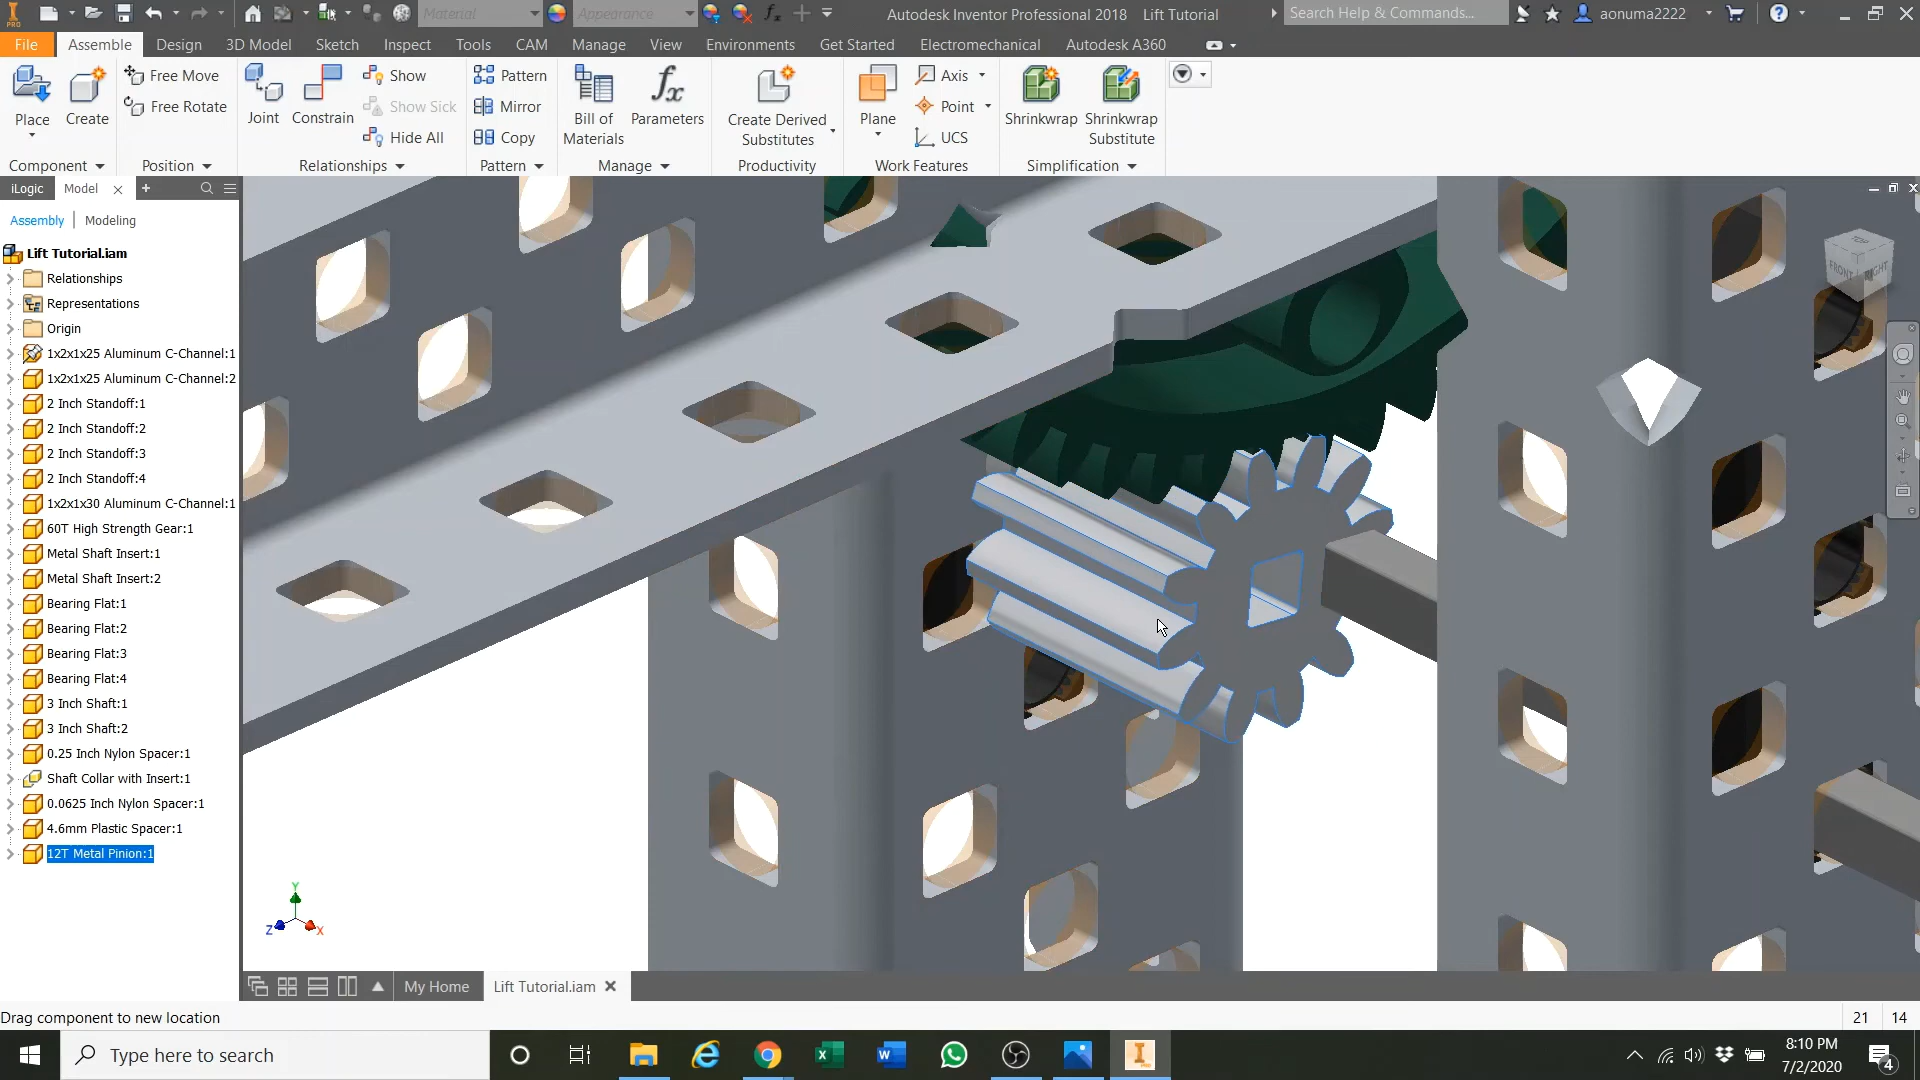 PRO
Material
Appearance
Autodesk Inventor Professional 2018 Lift Tutorial
Search Help & Commands...
aonuma2222
File
Assemble
Design
3D Model
Sketch
Inspect
Tools
CAM
Manage
View
Environments
Get Started
Electromechanical
Autodesk A360
Free Move
Show
Pattern
Axis
Free Rotate
Show Sick
Mirror
Point
Place
Create
Joint
Constrain
Hide All
Copy
Bill of
Materials
Parameters
Create Derived
Substitutes
Plane
UCS
Shrinkwrap
Shrinkwrap
Substitute
Component
Position
Relationships
Pattern
Manage
Productivity
Work Features
Simplification
iLogic
Model
Assembly
Modeling
Lift Tutorial.iam
Relationships
Representations
Origin
1x2x1x25 Aluminum C-Channel:1
1x2x1x25 Aluminum C-Channel:2
2 Inch Standoff:1
2 Inch Standoff:2
2 Inch Standoff:3
2 Inch Standoff:4
1x2x1x30 Aluminum C-Channel:1
60T High Strength Gear:1
Metal Shaft Insert:1
Metal Shaft Insert:2
Bearing Flat:1
Bearing Flat:2
Bearing Flat:3
Bearing Flat:4
3 Inch Shaft:1
3 Inch Shaft:2
0.25 Inch Nylon Spacer:1
Shaft Collar with Insert:1
0.0625 Inch Nylon Spacer:1
4.6mm Plastic Spacer:1
12T Metal Pinion:1
TOP
FRONT
RIGHT
Y
Z
X
My Home
Lift Tutorial.iam
Drag component to new location
21
14
Type here to search
8:10 PM
7/2/2020
4